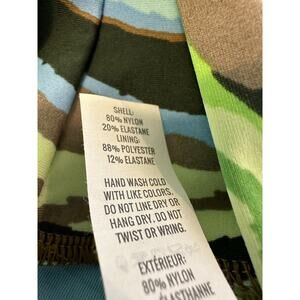 SHELL:
80% NYLON
20% ELASTANE
LINING:
88% POLYESTER
12% ELASTANE
HAND WASH COLD
WITH LIKE COLORS.
DO NOT LINE DRY OR
HANG DRY. DO NOT
TWIST OR WRING.
EXTÉRIEUR:
80% NYLON
ÉLASTHANNE